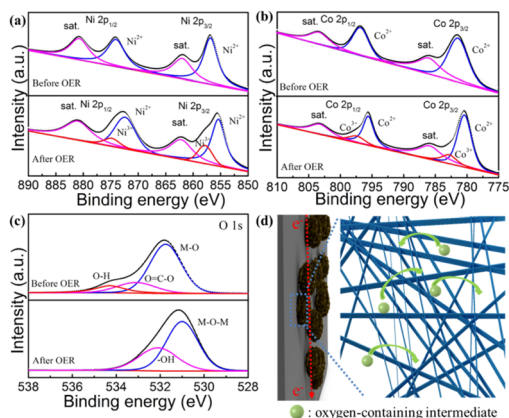 (a)
Ni 2p1/2
Ni 2p3/2
sat.
Ni2+
sat.
Ni2+
Before OER
sat.
Ni 2p1/2
Ni2+
Ni3+
Ni 2p3/2
sat.
Ni2+
Ni3+
After OER
Intensity (a.u.)
890 885 880 875 870 865 860 855 850
Binding energy (eV)
(b)
Co 2p1/2
Co 2p3/2
sat.
Co2+
sat.
Co2+
Before OER
Co 2p1/2
Co 2p3/2
sat.
Co3+
Co2+
sat.
Co2+
Co3+
After OER
Intensity (a.u.)
810 805 800 795 790 785 780 775
Binding energy (eV)
(c)
O 1s
M-O
O-H
O=C-O
Before OER
M-O-M
-OH
After OER
Intensity (a.u.)
538 536 534 532 530 528
Binding energy (eV)
(d)
e-
e-
: oxygen-containing intermediate